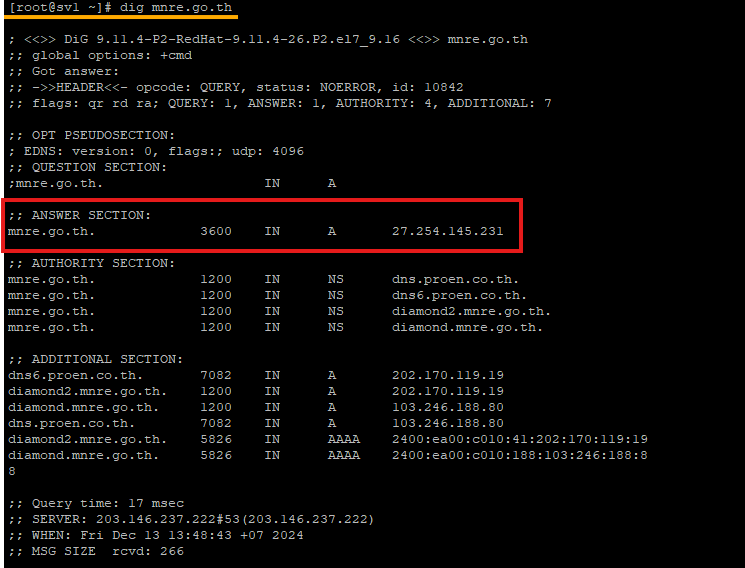 [root@sv1 ~]# dig mnre.go.th
; <<>> DiG 9.11.4-P2-RedHat-9.11.4-26.P2.el7_9.16 <<>> mnre.go.th
;; global options: +cmd
;; Got answer:
;; ->>HEADER<<- opcode: QUERY, status: NOERROR, id: 10842
;; flags: qr rd ra; QUERY: 1, ANSWER: 1, AUTHORITY: 4, ADDITIONAL: 7
;; OPT PSEUDOSECTION:
; EDNS: version: 0, flags:; udp: 4096
;; QUESTION SECTION:
;mnre.go.th. IN A
;; ANSWER SECTION:
mnre.go.th. 3600 IN A 27.254.145.231
;; AUTHORITY SECTION:
mnre.go.th. 1200 IN NS dns.proen.co.th.
mnre.go.th. 1200 IN NS dns6.proen.co.th.
mnre.go.th. 1200 IN NS diamond2.mnre.go.th.
mnre.go.th. 1200 IN NS diamond.mnre.go.th.
;; ADDITIONAL SECTION:
dns6.proen.co.th. 7082 IN A 202.170.119.19
diamond2.mnre.go.th. 1200 IN A 202.170.119.19
diamond.mnre.go.th. 1200 IN A 103.246.188.80
dns.proen.co.th. 7082 IN A 103.246.188.80
diamond2.mnre.go.th. 5826 IN AAAA 2400:ea00:c010:41:202:170:119:19
diamond.mnre.go.th. 5826 IN AAAA 2400:ea00:c010:188:103:246:188:8
8
;; Query time: 17 msec
;; SERVER: 203.146.237.222#53(203.146.237.222)
;; WHEN: Fri Dec 13 13:48:43 +07 2024
;; MSG SIZE rcvd: 266